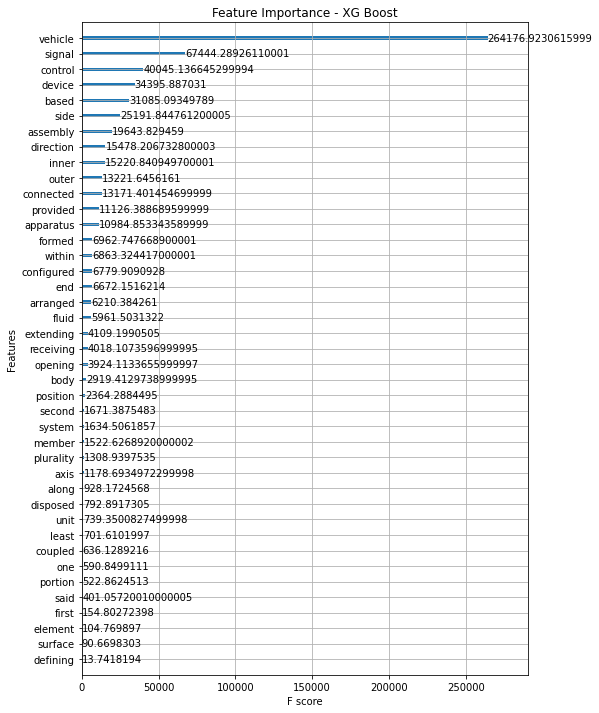 Feature Importance - XG Boost
vehicle 264176.9230615999
signal 67444.28926110001
control 40045.136645299994
device 34395.887031
based 31085.09349789
side 25191.844761200005
assembly 19643.829459
direction 15478.206732800003
inner 15220.840949700001
outer 13221.6456161
connected 13171.401454699999
provided 11126.388689599999
apparatus 10984.853343589999
formed 6962.747668900001
within 6863.324417000001
configured 6779.9090928
end 6672.1516214
arranged 6210.384261
fluid 5961.5031322
extending 4109.1990505
receiving 4018.1073596999995
opening 3924.1133655999997
body 2919.4129738999995
position 2364.2884495
second 1671.3875483
system 1634.5061857
member 1522.6268920000002
plurality 1308.9397535
axis 1178.6934972299998
along 928.1724568
disposed 792.8917305
unit 739.3500827499998
least 701.6101997
coupled 636.1289216
one 590.8499111
portion 522.8624513
said 401.05720010000005
first 154.80272398
element 104.769897
surface 90.6698303
defining 13.7418194
0 50000 100000 150000 200000 250000
F score
Features